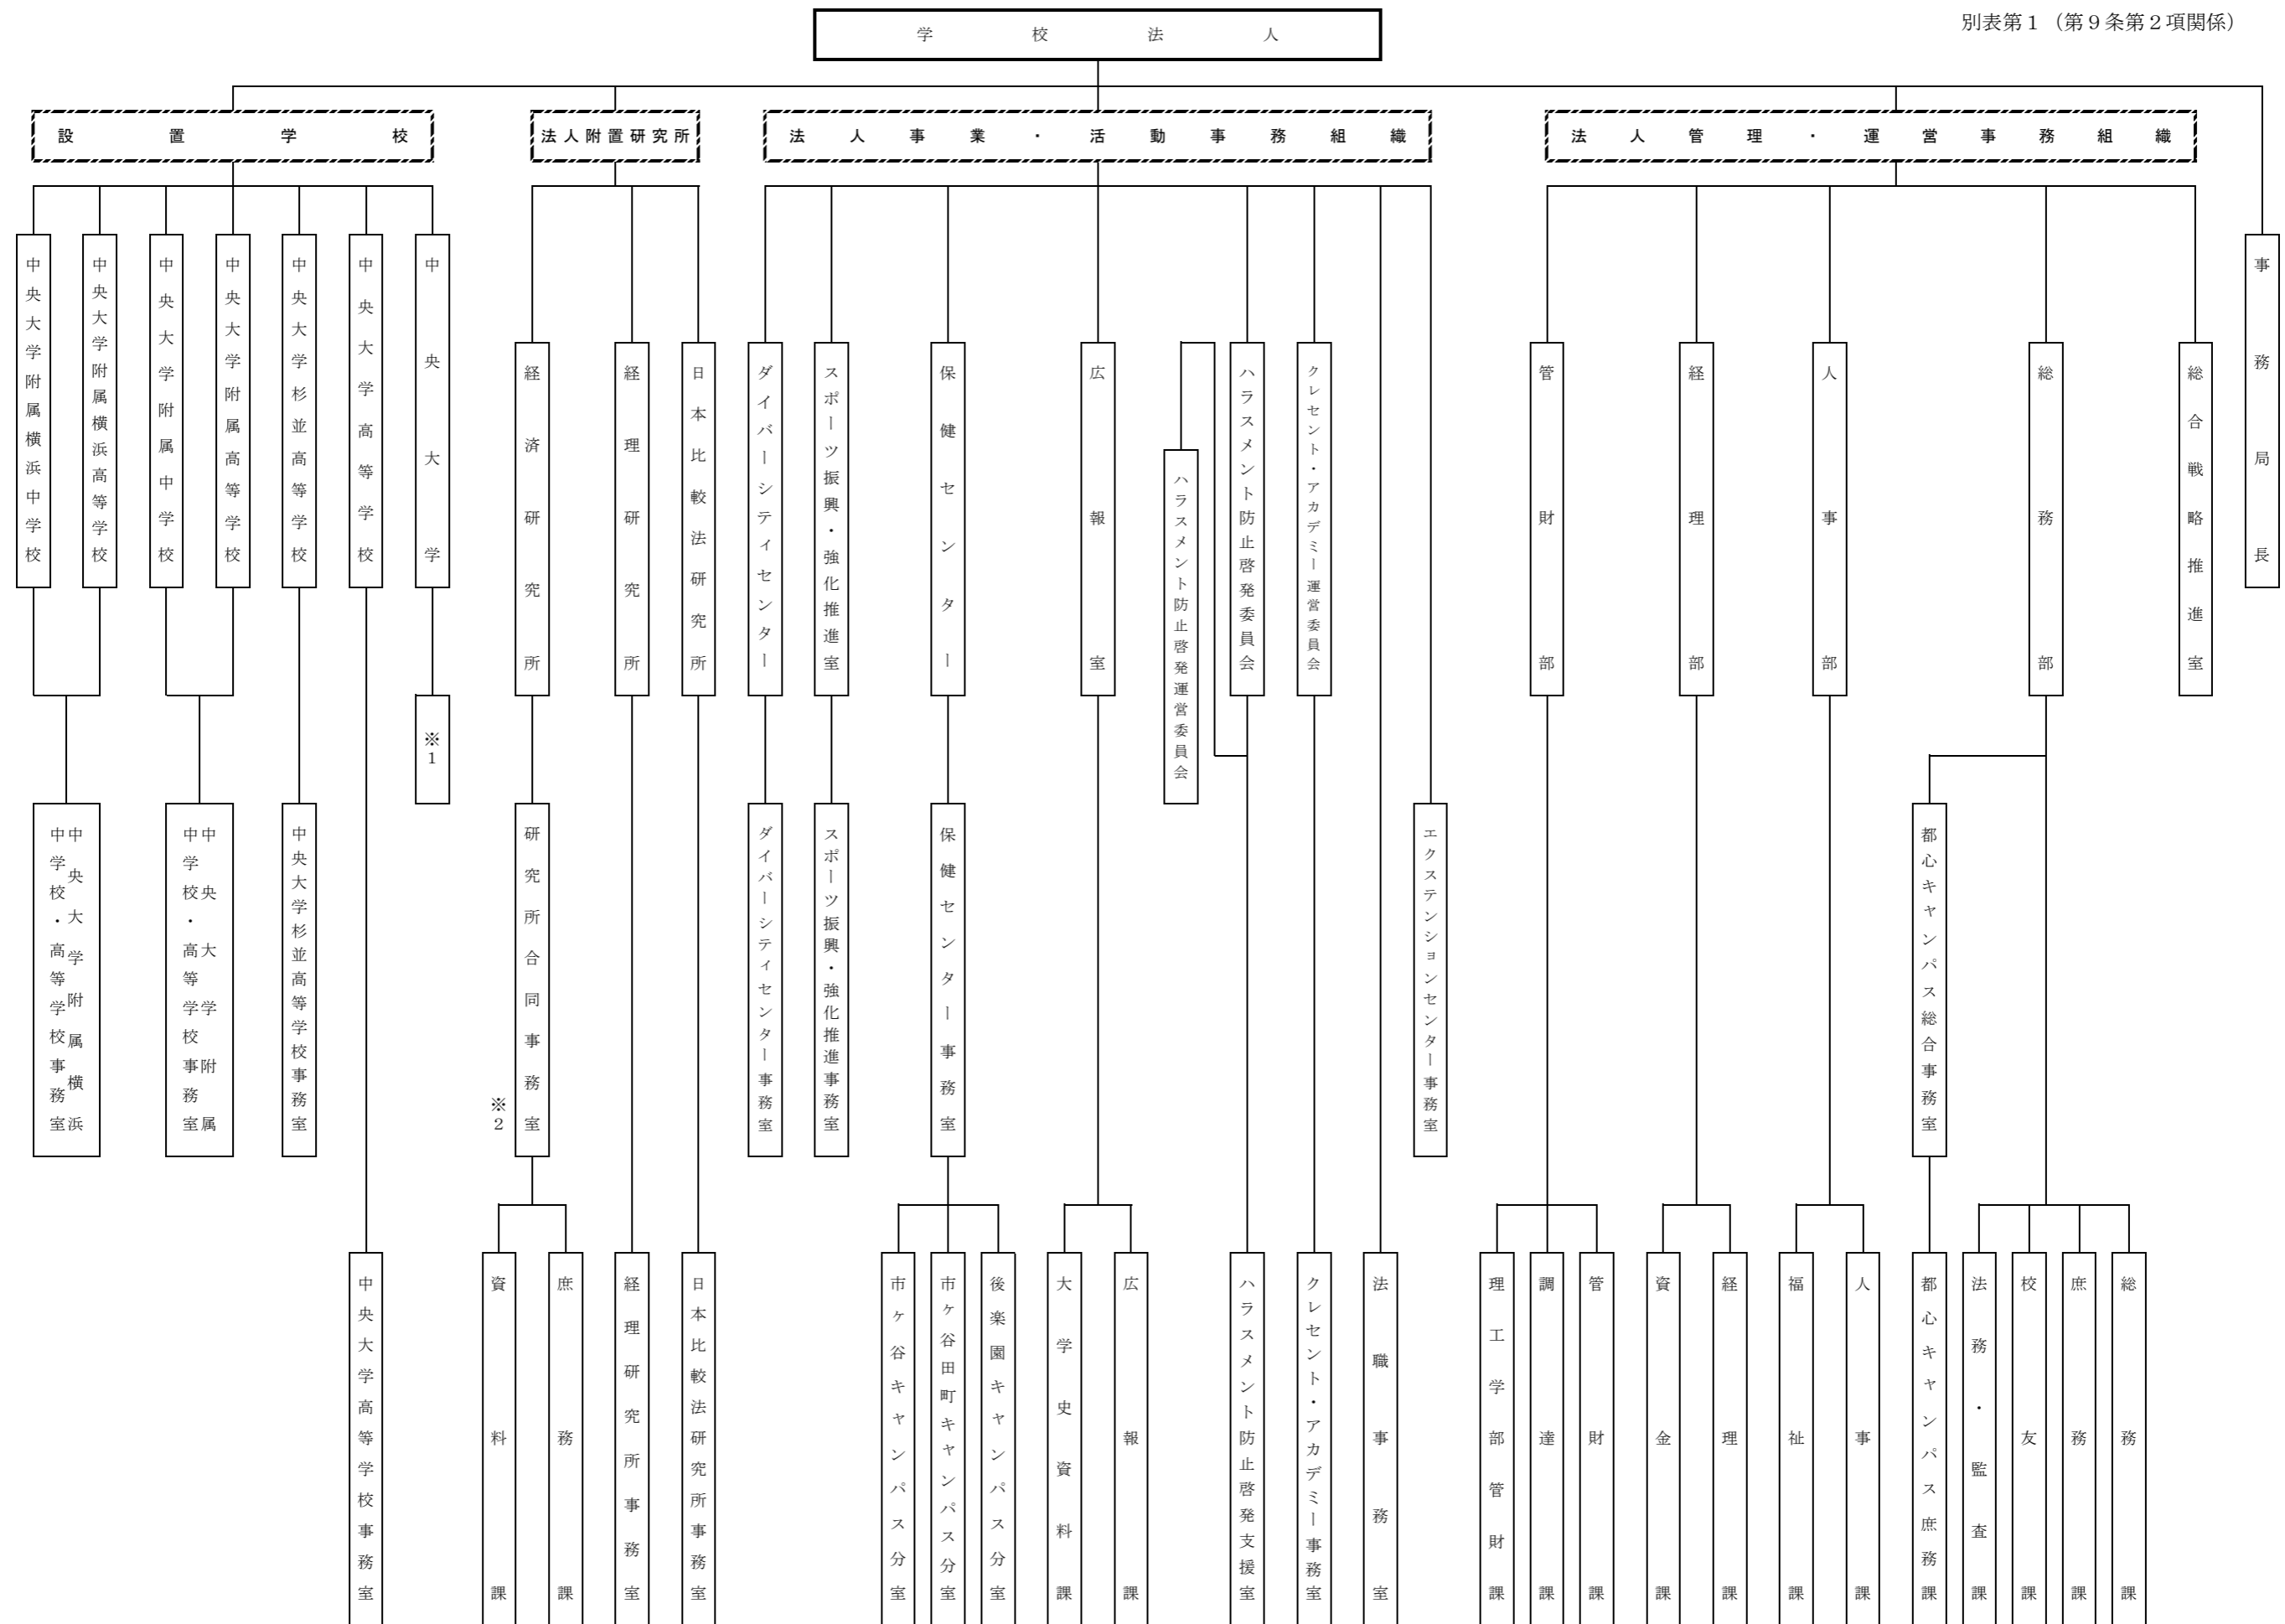 別表第１（第９条第２項関係）
学校法人
設置学校
法人附置研究所
法人事業・活動事務組織
法人管理・運営事務組織
事務局長
中央大学附属横浜中学校
中央大学附属横浜高等学校
中央大学附属中学校
中央大学附属高等学校
中央大学杉並高等学校
中央大学高等学校
中央大学
経済研究所
経理研究所
日本比較法研究所
ダイバーシティセンター
スポーツ振興・強化推進室
保健センター
広報室
ハラスメント防止啓発運営委員会
ハラスメント防止啓発委員会
クレセント・アカデミー運営委員会
管財部
経理部
人事部
総務部
総合戦略推進室
※1
中央大学附属横浜
中学校・高等学校事務室
中央大学附属
中学校・高等学校事務室
中央大学杉並高等学校事務室
※2
研究所合同事務室
ダイバーシティセンター事務室
スポーツ振興・強化推進事務室
保健センター事務室
エクステンションセンター事務室
都心キャンパス総合事務室
中央大学高等学校事務室
資料課
庶務課
経理研究所事務室
日本比較法研究所事務室
市ヶ谷キャンパス分室
市ヶ谷田町キャンパス分室
後楽園キャンパス分室
大学史資料課
広報課
ハラスメント防止啓発支援室
クレセント・アカデミー事務室
法職事務室
理工学部管財課
調達課
管財課
資金課
経理課
福祉課
人事課
都心キャンパス庶務課
法務・監査課
校友課
庶務課
総務課